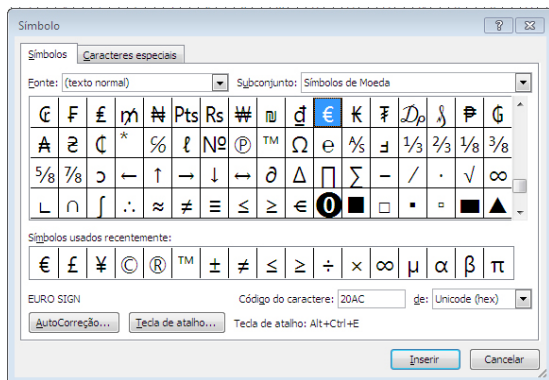 Símbolo
Símbolos Caracteres especiais
Fonte: (texto normal) Subconjunto: Símbolos de Moeda
₢ ₣ ₤ ₥ ₦ Pts Rs ₩ ₪ ₫ € ₭ ₮ ₯ ₰ ₱ ₲
₳ ₴ ₵ * ℅ ℓ № ℗ ™ Ω ℮ ⅍ ⅎ ⅓ ⅔ ⅛ ⅜
⅝ ⅞ ↄ ← ↑ → ↓ ↔ ∂ ∆ ∏ ∑ − ∕ ∙ √ ∞
∟ ∩ ∫ ∴ ≈ ≠ ≡ ≤ ≥ ⋲ ⓿ ■ □ ▪ ▫ ▬ ▲
Símbolos usados recentemente:
€ £ ¥ © ® ™ ± ≠ ≤ ≥ ÷ × ∞ µ α β π
EURO SIGN Código do caractere: 20AC de: Unicode (hex)
AutoCorreção... Tecla de atalho... Tecla de atalho: Alt+Ctrl+E
Inserir Cancelar